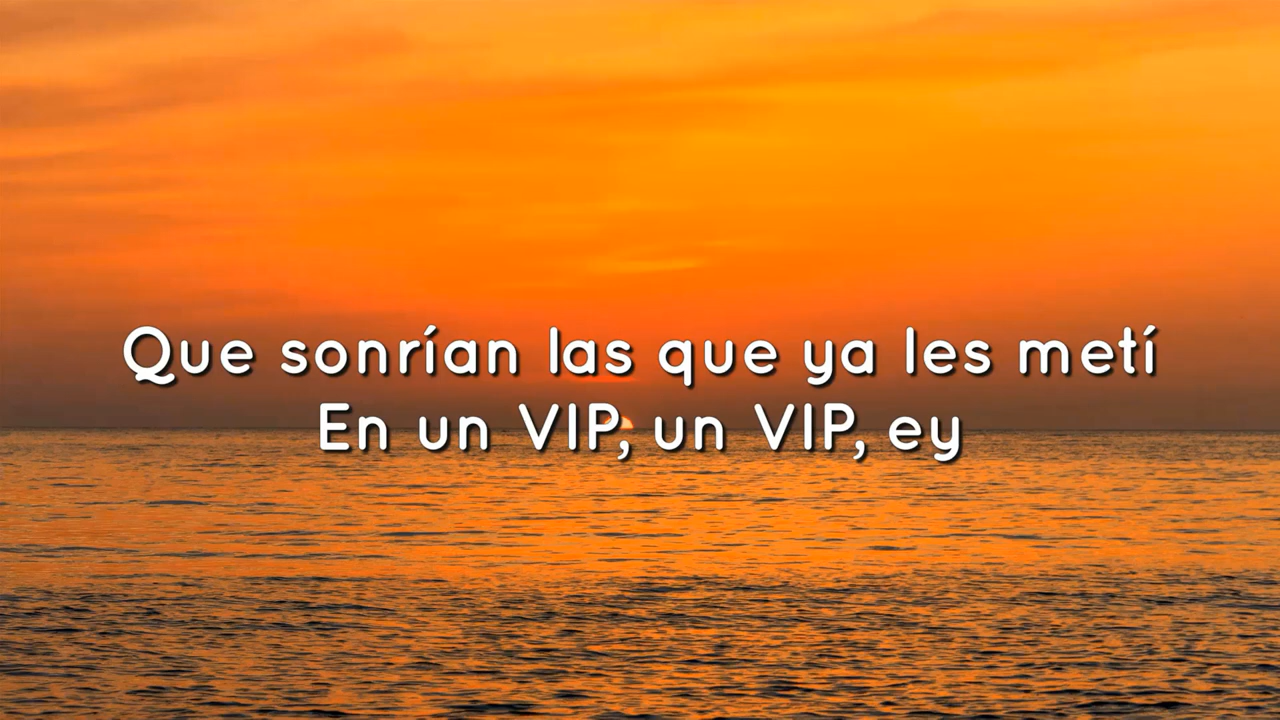 Que sonrían las que ya les metí
En un VIP, un VIP, ey